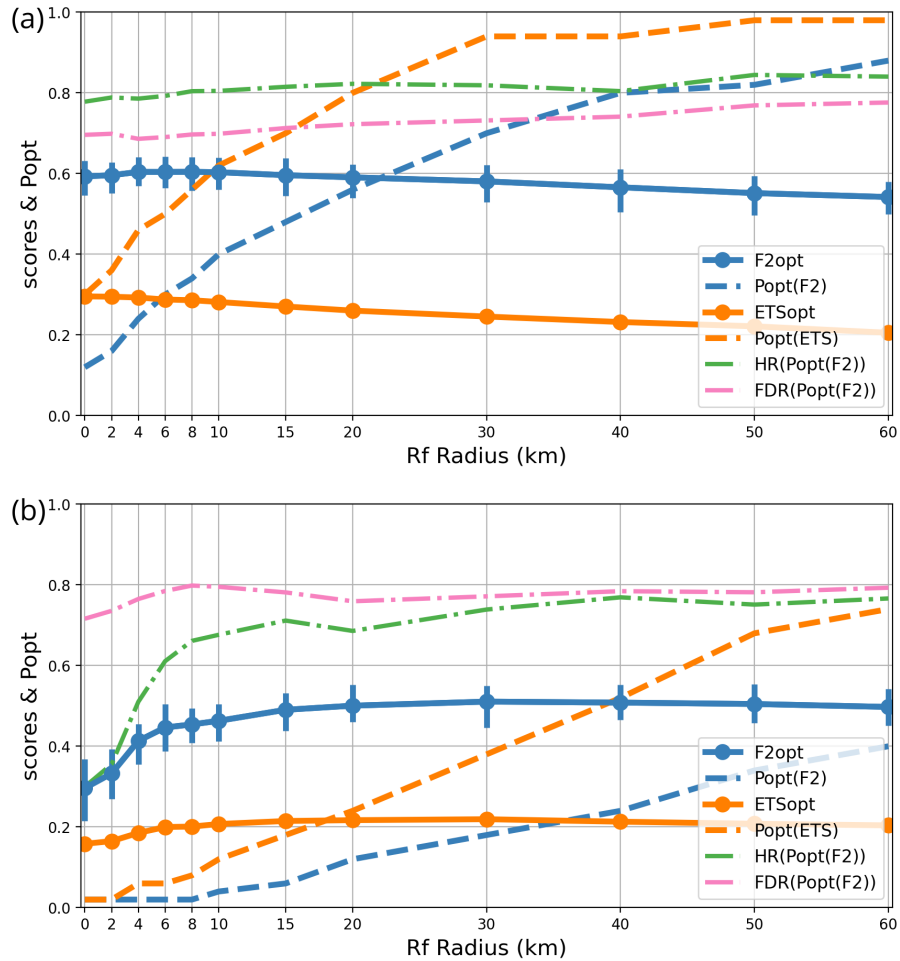 (a)
1.0
0.8
0.6
0.4
0.2
0.0
scores & Popt
F2opt
Popt(F2)
ETSopt
Popt(ETS)
HR(Popt(F2))
FDR(Popt(F2))
0 2 4 6 8 10 15 20 30 40 50 60
Rf Radius (km)
(b)
1.0
0.8
0.6
0.4
0.2
0.0
scores & Popt
F2opt
Popt(F2)
ETSopt
Popt(ETS)
HR(Popt(F2))
FDR(Popt(F2))
0 2 4 6 8 10 15 20 30 40 50 60
Rf Radius (km)